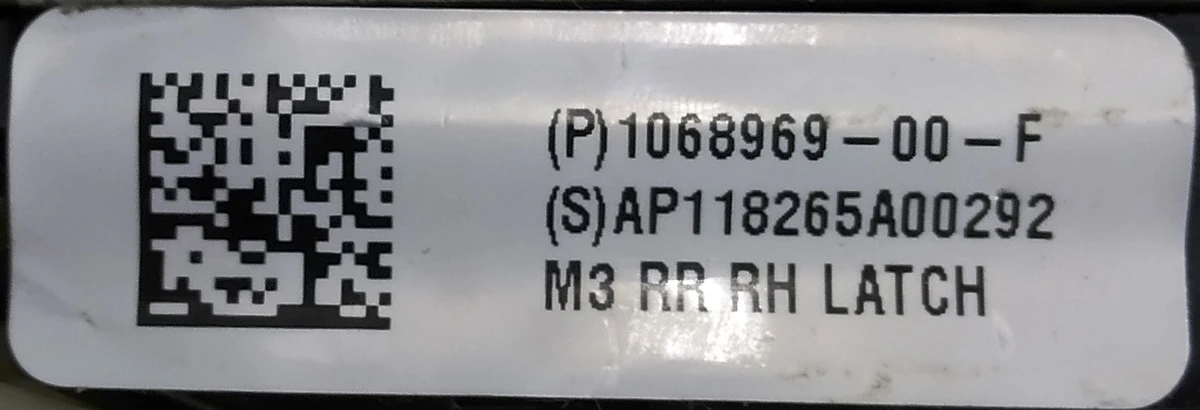 (P)1068969-00-F
(S)AP118265A00292
M3 RR RH LATCH